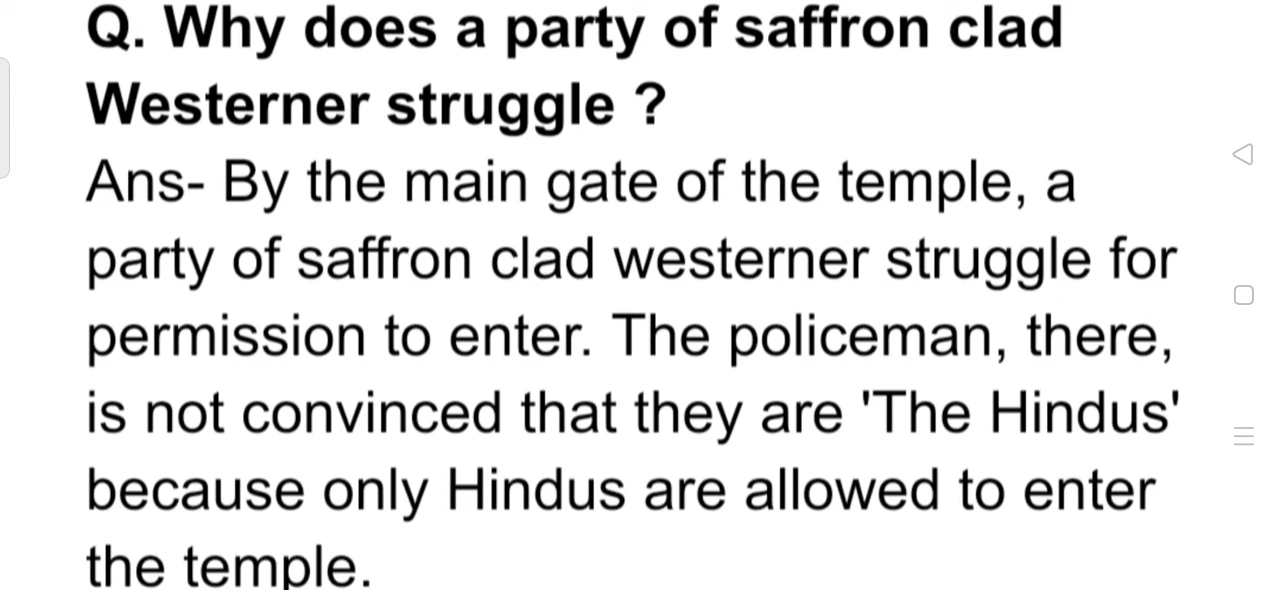 Q. Why does a party of saffron clad
Westerner struggle ?
Ans- By the main gate of the temple, a
party of saffron clad westerner struggle for
permission to enter. The policeman, there,
is not convinced that they are 'The Hindus'
because only Hindus are allowed to enter
the temple.